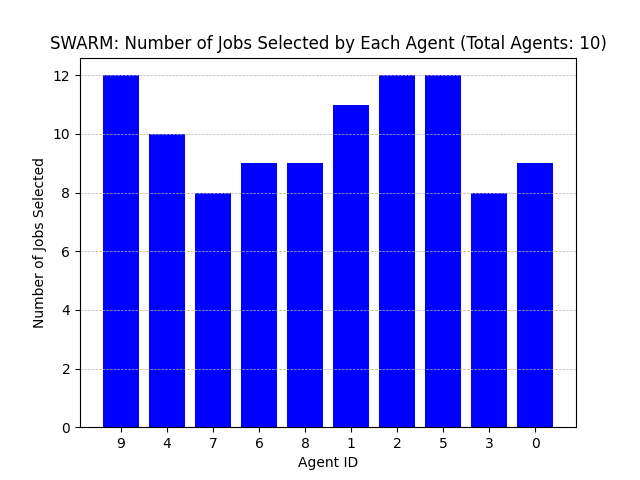 SWARM: Number of Jobs Selected by Each Agent (Total Agents: 10)
12
10
8
6
4
2
0
Number of Jobs Selected
9 4 7 6 8 1 2 5 3 0
Agent ID